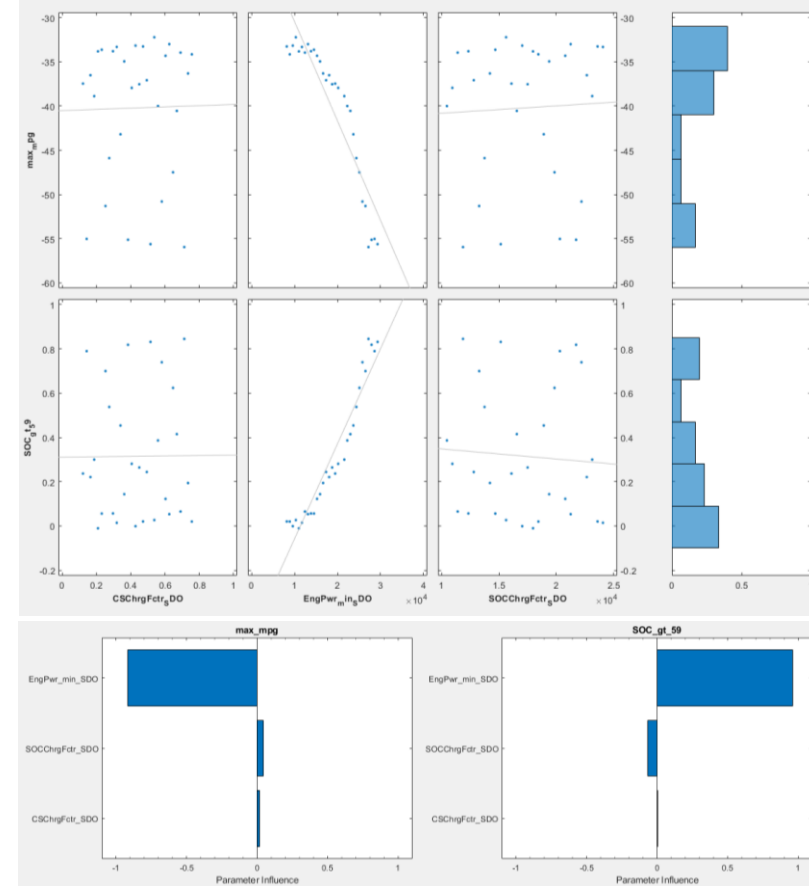 -30 -30
-35 -35
-40 -40
-45 -45
-50 -50
-55 -55
-60 -60
max_mpg
1 1
0.8 0.8
0.6 0.6
0.4 0.4
0.2 0.2
0 0
-0.2 -0.2
SOC_gt_59
0 0.2 0.4 0.6 0.8 1 0 1 2 3 4 1 1.5 2 2.5 0 0.5
CSChrgFctr_SDO EngPwr_min_SDO ×10^4 SOCChrgFctr_SDO ×10^4
max_mpg SOC_gt_59
EngPwr_min_SDO EngPwr_min_SDO
SOCChrgFctr_SDO SOCChrgFctr_SDO
CSChrgFctr_SDO CSChrgFctr_SDO
-1 -0.5 0 0.5 1 -1 -0.5 0 0.5 1
Parameter Influence Parameter Influence